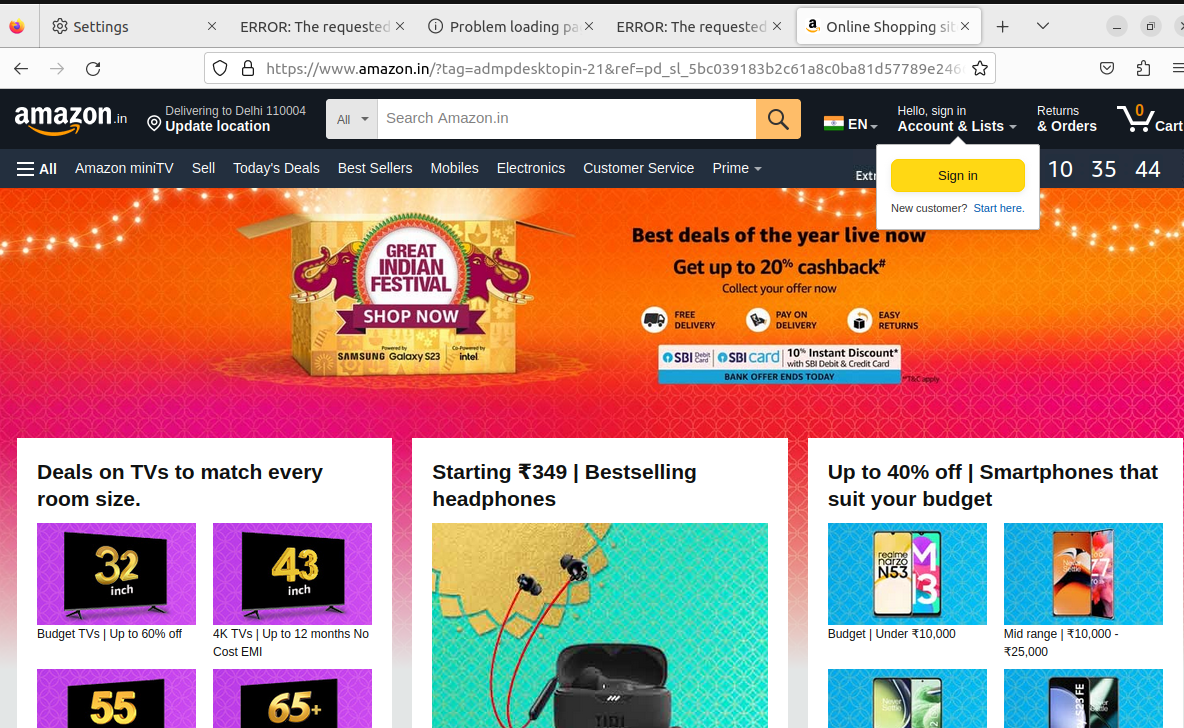 Settings
ERROR: The requested
Problem loading pa
ERROR: The requested
Online Shopping sit
https://www.amazon.in/?tag=admpdesktopin-21&ref=pd_sl_5bc039183b2c61a8c0ba81d57789e246
amazon.in
Delivering to Delhi 110004
Update location
All
Search Amazon.in
EN
Hello, sign in
Account & Lists
Returns
& Orders
0
Cart
All
Amazon miniTV
Sell
Today's Deals
Best Sellers
Mobiles
Electronics
Customer Service
Prime
Extr
10 35 44
Sign in
New customer? Start here.
GREAT
INDIAN
FESTIVAL
SHOP NOW
Powered by
SAMSUNG Galaxy S23
Co-Powered by
intel.
Best deals of the year live now
Get up to 20% cashback#
Collect your offer now
FREE
DELIVERY
PAY ON
DELIVERY
EASY
RETURNS
SBI Debit Card
SBI card
10% Instant Discount*
with SBI Debit & Credit Card
BANK OFFER ENDS TODAY
*T&C apply
Deals on TVs to match every
room size.
32
inch
43
inch
Budget TVs | Up to 60% off
4K TVs | Up to 12 months No
Cost EMI
55
65+
Starting ₹349 | Bestselling
headphones
JBL
Up to 40% off | Smartphones that
suit your budget
realme
narzo
N53
M
13
Never
Settle
Budget | Under ₹10,000
Mid range | ₹10,000 -
₹25,000
Never
Settle
S23 FE